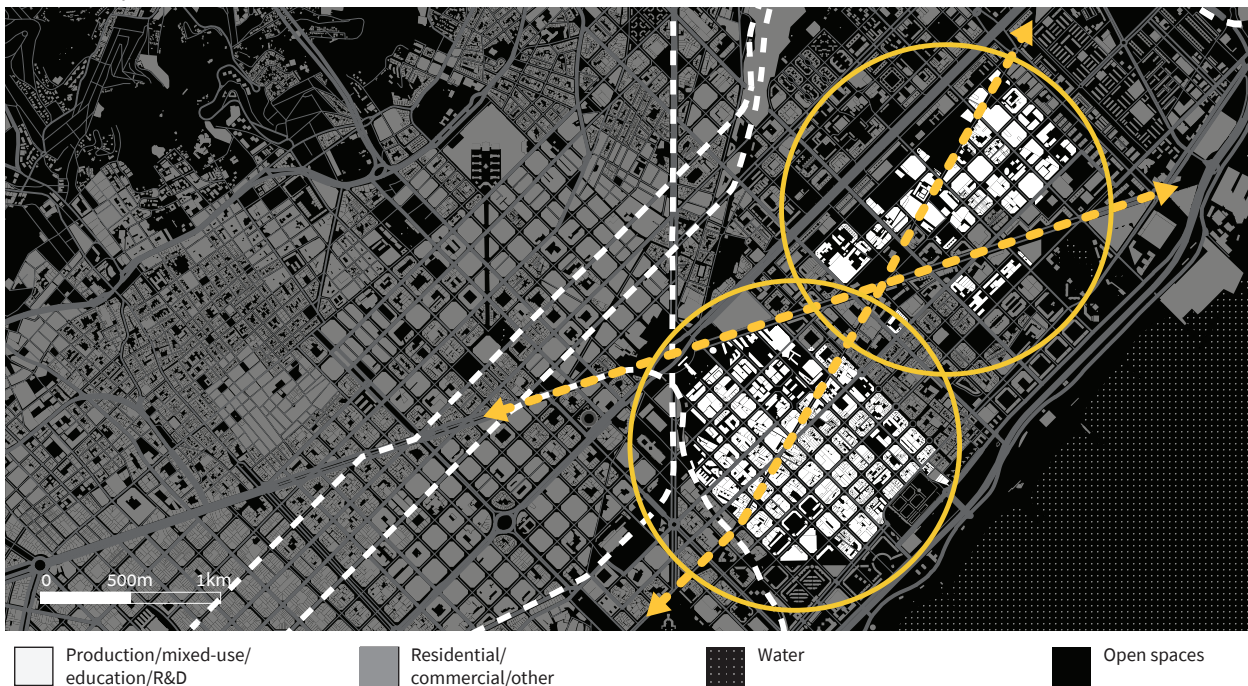 0 500m 1km
Production/mixed-use/
education/R&D
Residential/
commercial/other
Water
Open spaces